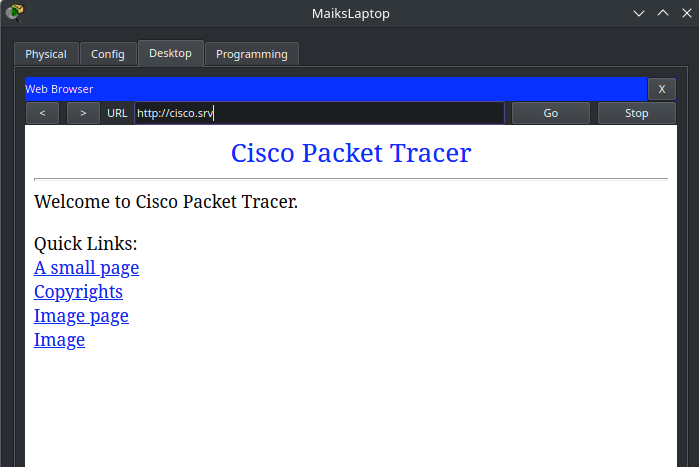 MaiksLaptop
Physical Config Desktop Programming
Web Browser X
< > URL http://cisco.srv Go Stop
Cisco Packet Tracer
Welcome to Cisco Packet Tracer.
Quick Links:
A small page
Copyrights
Image page
Image